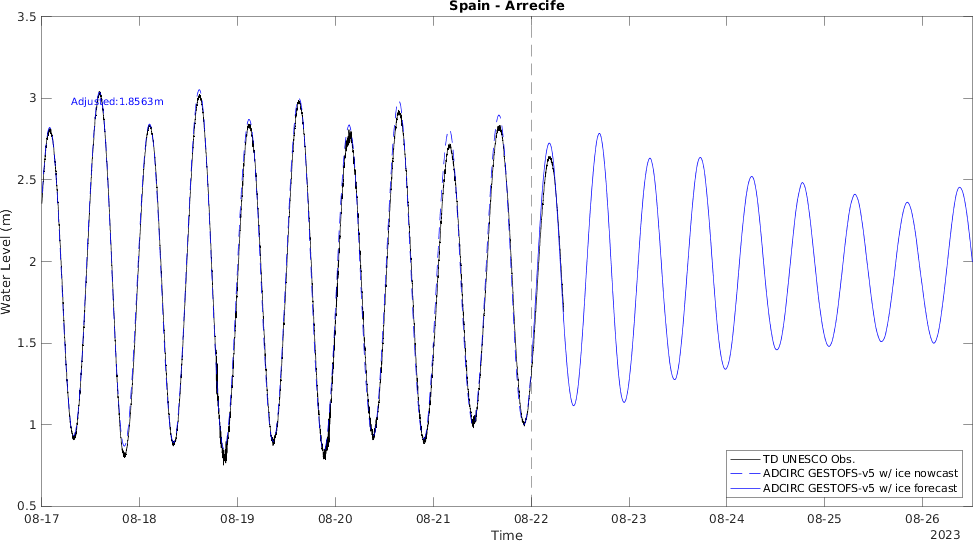 Spain - Arrecife
3.5
3
2.5
2
1.5
1
0.5
Water Level (m)
Adjusted:1.8563m
TD UNESCO Obs.
ADCIRC GESTOFS-v5 w/ ice nowcast
ADCIRC GESTOFS-v5 w/ ice forecast
08-17 08-18 08-19 08-20 08-21 08-22 08-23 08-24 08-25 08-26
Time
2023